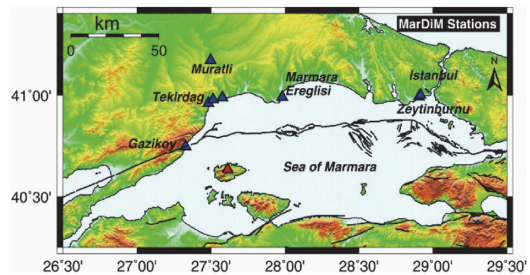 km
0
50
MarDiM Stations
N
Muratli
Istanbul
Marmara
Ereglisi
Tekirdag
Zeytinburnu
Gazikoy
Sea of Marmara
41°00'
40°30'
26°30'
27°00'
27°30'
28°00'
28°30'
29°00'
29°30'